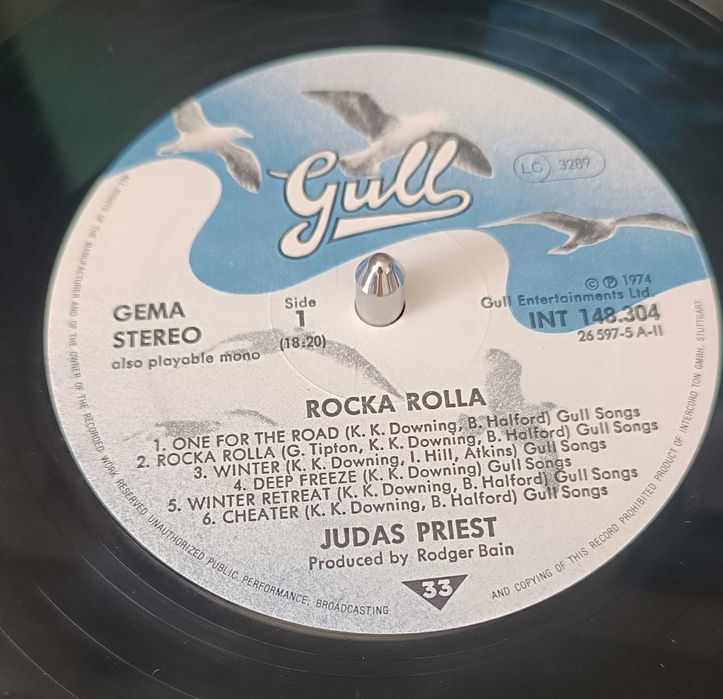 Gull
LC 3289
GEMA
STEREO
also playable mono
Side
1
(18:20)
© ℗ 1974
Gull Entertainments Ltd.
INT 148.304
26 597-5 A-II
ROCKA ROLLA
1. ONE FOR THE ROAD (K. K. Downing, B. Halford) Gull Songs
2. ROCKA ROLLA (G. Tipton, K. K. Downing, B. Halford) Gull Songs
3. WINTER (K. K. Downing, I. Hill, Atkins) Gull Songs
4. DEEP FREEZE (K. K. Downing) Gull Songs
5. WINTER RETREAT (K. K. Downing, B. Halford) Gull Songs
6. CHEATER (K. K. Downing, B. Halford) Gull Songs
JUDAS PRIEST
Produced by Rodger Bain
33
ALL RIGHTS OF THE MANUFACTURER AND OF THE OWNER OF THE RECORDED WORK RESERVED UNAUTHORIZED PUBLIC PERFORMANCE, BROADCASTING
AND COPYING OF THIS RECORD PROHIBITED PRODUCT OF INTERCORD TON GMBH, STUTTGART